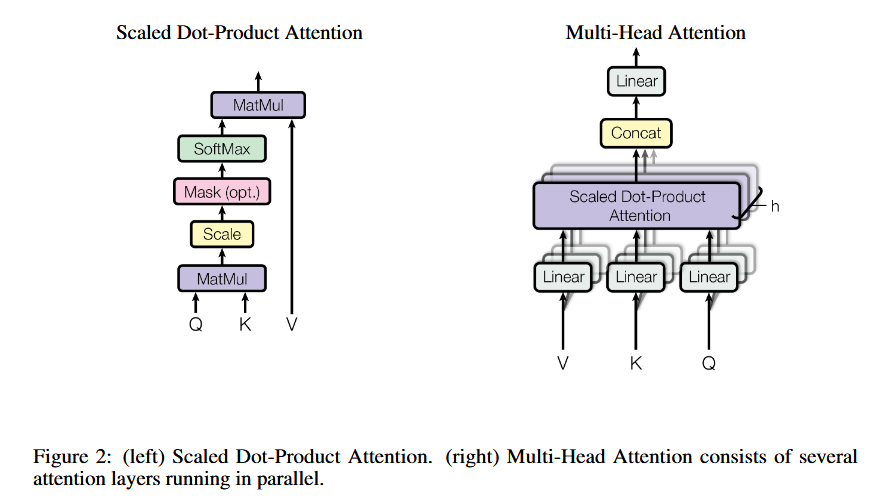 Scaled Dot-Product Attention
MatMul
SoftMax
Mask (opt.)
Scale
MatMul
Q K V
Multi-Head Attention
Linear
Concat
Scaled Dot-Product
Attention
h
Linear Linear Linear
V K Q
Figure 2: (left) Scaled Dot-Product Attention. (right) Multi-Head Attention consists of several
attention layers running in parallel.